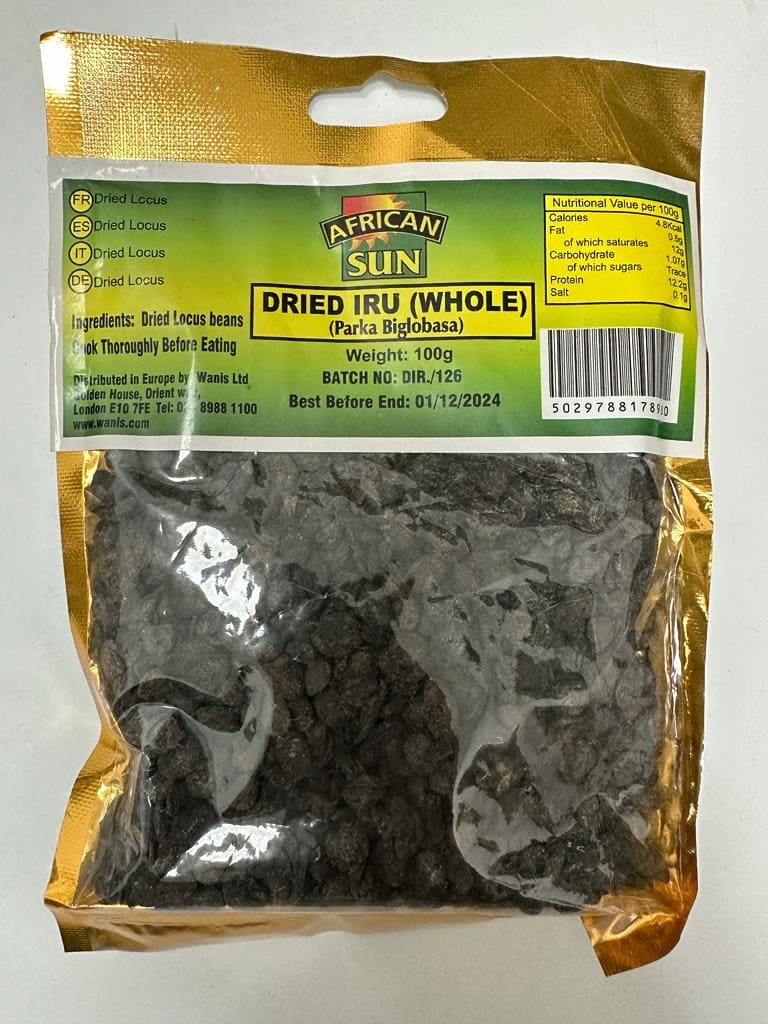 FR Dried Locus
ES Dried Locus
IT Dried Locus
DE Dried Locus
Ingredients: Dried Locus beans
Cook Thoroughly Before Eating
Distributed in Europe by Wanis Ltd
Golden House, Orient
London E10 7FE Tel: 8988 1100
www.wanis.com
AFRICAN
SUN
DRIED IRU (WHOLE)
(Parka Biglobasa)
Weight: 100g
BATCH NO: DIR./126
Best Before End: 01/12/2024
Nutritional Value per 100g
Calories 4.8Kcal
Fat 0.5g
of which saturates 12g
Carbohydrate 1.07g
of which sugars Trace
Protein 12.2g
Salt 0.1g